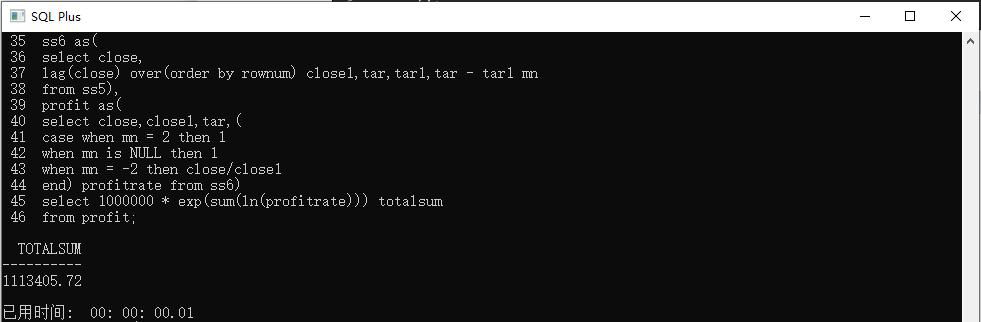 SQL Plus
35 ss6 as(
36 select close,
37 lag(close) over(order by rownum) close1,tar,tar1,tar - tar1 mn
38 from ss5),
39 profit as(
40 select close,close1,tar,(
41 case when mn = 2 then 1
42 when mn is NULL then 1
43 when mn = -2 then close/close1
44 end) profitrate from ss6)
45 select 1000000 * exp(sum(ln(profitrate))) totalsum
46 from profit;
TOTALSUM
----------
1113405.72
已用时间: 00: 00: 00.01